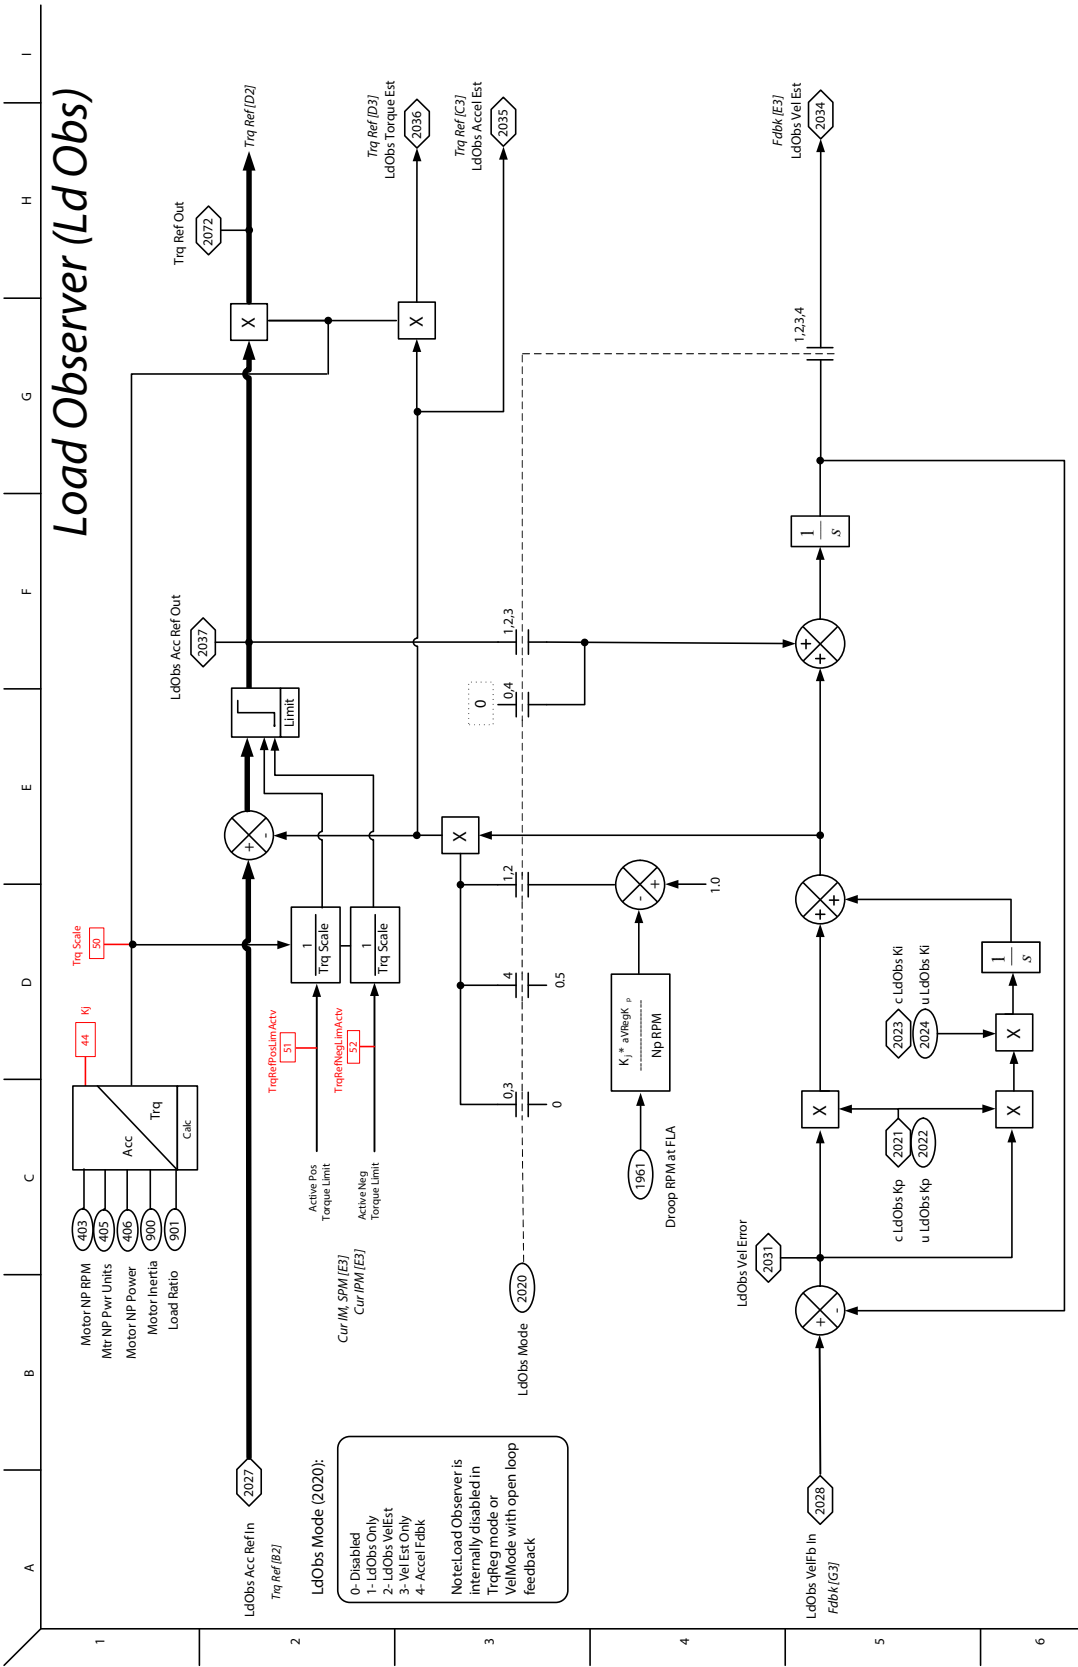 Load Observer (Ld Obs)
A
B
C
D
E
F
G
H
I
1
2
3
4
5
6
Motor NP RPM
403
Mtr NP Pwr Units
405
Motor NP Power
406
Motor Inertia
900
Load Ratio
901
Acc
Trq
Calc
44
Kj
Trq Scale
50
LdObs Acc Ref In
Trq Ref [B2]
2027
+
-
Limit
LdObs Acc Ref Out
2037
X
Trq Ref Out
2072
Trq Ref [D2]
TrqRefPosLimActv
51
Active Pos
Torque Limit
1
Trq Scale
TrqRefNegLimActv
52
Active Neg
Torque Limit
1
Trq Scale
Cur IM, SPM [E3]
Cur IPM [E3]
X
Trq Ref [D3]
LdObs Torque Est
2036
Trq Ref [C3]
LdObs Accel Est
2035
LdObs Mode (2020):
0- Disabled
1- LdObs Only
2- LdObs VelEst
3- Vel Est Only
4- Accel Fdbk
Note:Load Observer is
internally disabled in
TrqReg mode or
VelMode with open loop
feedback
LdObs Mode
2020
0,3
0
4
0.5
1,2
X
0
0,4
1,2,3
1,2,3,4
1961
Droop RPM at FLA
Kj * aVRegKp
Np RPM
-
+
1.0
LdObs VelFb In
Fdbk [G3]
2028
+
-
LdObs Vel Error
2031
X
c LdObs Kp
2021
u LdObs Kp
2022
X
2023
c LdObs Ki
2024
u LdObs Ki
X
1
s
+
+
+
+
1
s
Fdbk [E3]
LdObs Vel Est
2034